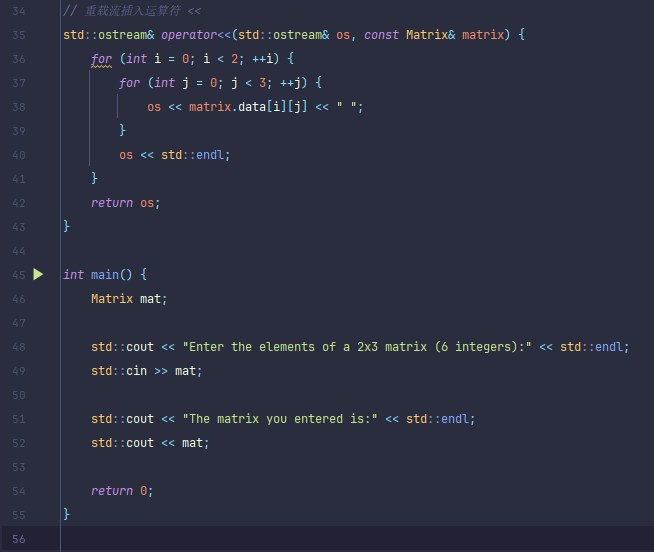 34 // 重载流插入运算符 <<
35 std::ostream& operator<<(std::ostream& os, const Matrix& matrix) {
36     for (int i = 0; i < 2; ++i) {
37         for (int j = 0; j < 3; ++j) {
38             os << matrix.data[i][j] << " ";
39         }
40         os << std::endl;
41     }
42     return os;
43 }
44
45 int main() {
46     Matrix mat;
47
48     std::cout << "Enter the elements of a 2x3 matrix (6 integers):" << std::endl;
49     std::cin >> mat;
50
51     std::cout << "The matrix you entered is:" << std::endl;
52     std::cout << mat;
53
54     return 0;
55 }
56